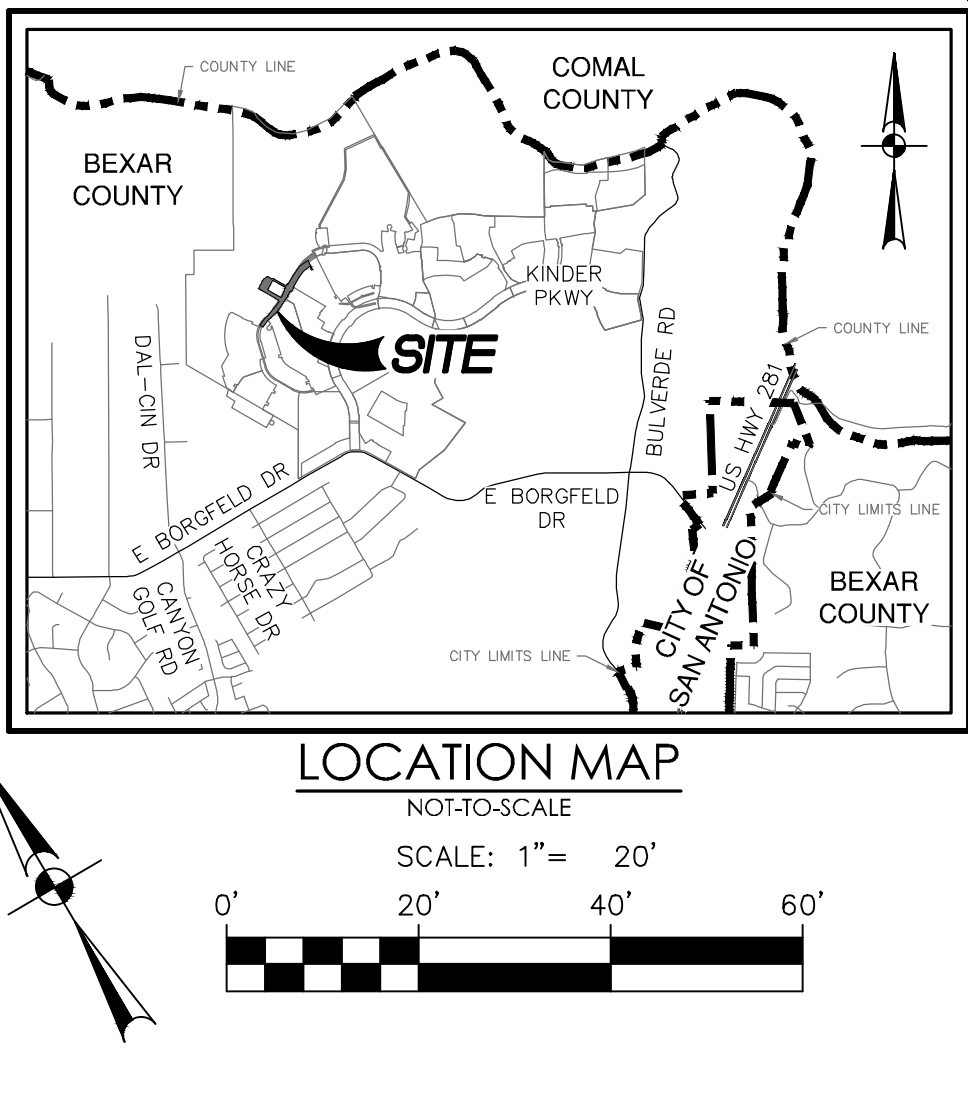 COUNTY LINE
COMAL
COUNTY
BEXAR
COUNTY
KINDER
PKWY
SITE
COUNTY LINE
DAL-CIN DR
BULVERDE RD
US HWY 281
E BORGFELD DR
E BORGFELD
DR
CITY LIMITS LINE
CRAZY
HORSE DR
CANYON
GOLF RD
CITY OF
SAN ANTONIO
BEXAR
COUNTY
CITY LIMITS LINE
LOCATION MAP
NOT-TO-SCALE
SCALE: 1"= 20'
0' 20' 40' 60'